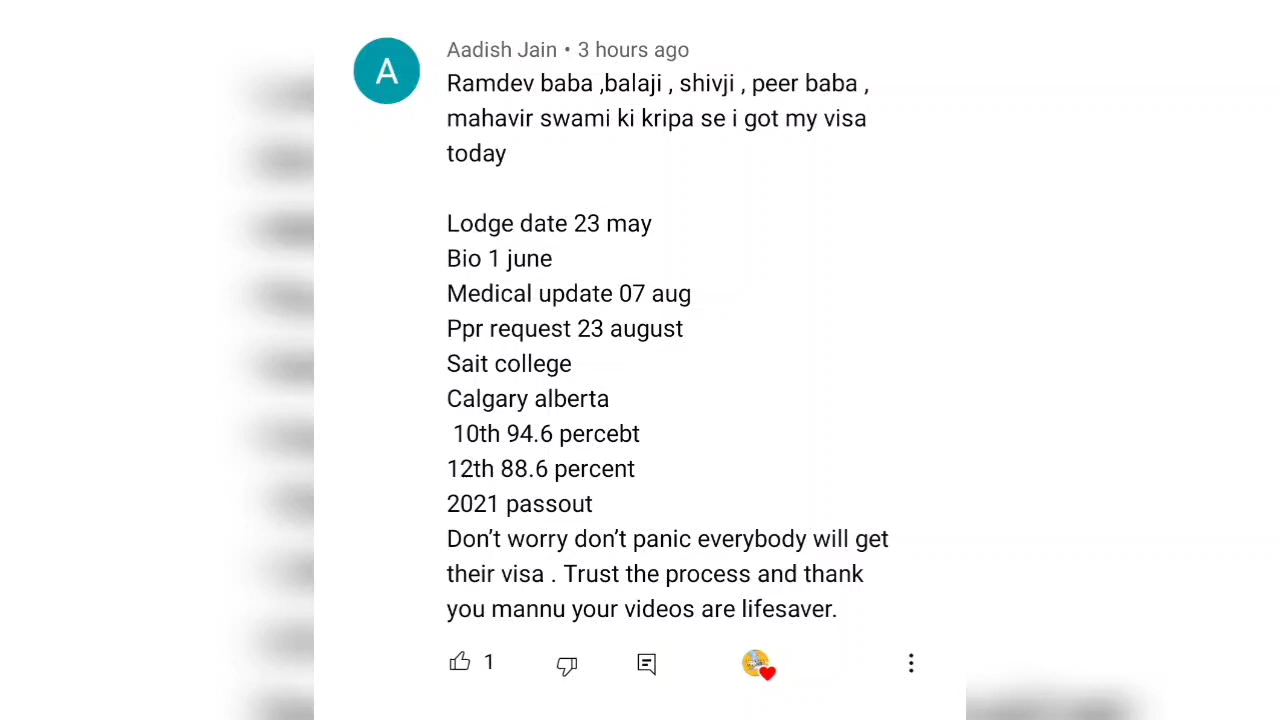 A
Aadish Jain • 3 hours ago
Ramdev baba ,balaji , shivji , peer baba ,
mahavir swami ki kripa se i got my visa
today
Lodge date 23 may
Bio 1 june
Medical update 07 aug
Ppr request 23 august
Sait college
Calgary alberta
10th 94.6 percebt
12th 88.6 percent
2021 passout
Don’t worry don’t panic everybody will get
their visa . Trust the process and thank
you mannu your videos are lifesaver.
1